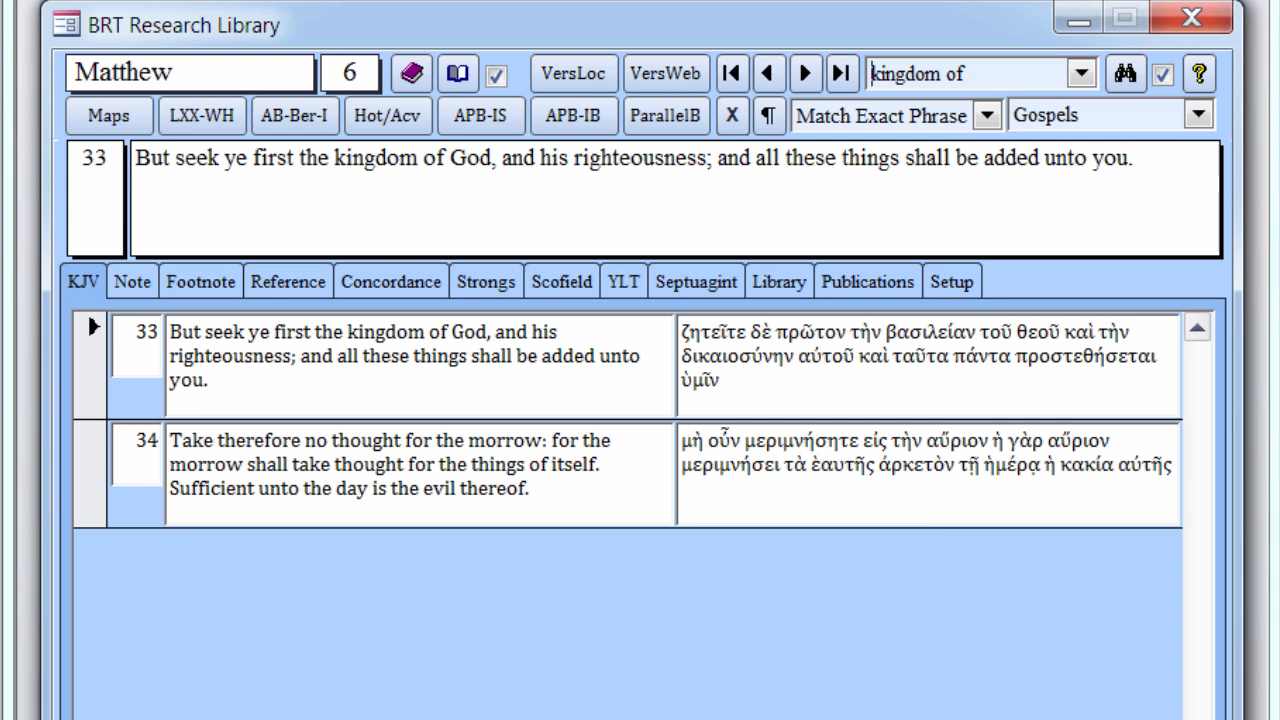 BRT Research Library
Matthew 6 VersLoc VersWeb kingdom of
Maps LXX-WH AB-Ber-I Hot/Acv APB-IS APB-IB ParallelB X ¶ Match Exact Phrase Gospels
33 But seek ye first the kingdom of God, and his righteousness; and all these things shall be added unto you.
KJV Note Footnote Reference Concordance Strongs Scofield YLT Septuagint Library Publications Setup
33 But seek ye first the kingdom of God, and his
righteousness; and all these things shall be added unto
you.
ζητεῖτε δὲ πρῶτον τὴν βασιλείαν τοῦ θεοῦ καὶ τὴν
δικαιοσύνην αὐτοῦ καὶ ταῦτα πάντα προστεθήσεται
ὑμῖν
34 Take therefore no thought for the morrow: for the
morrow shall take thought for the things of itself.
Sufficient unto the day is the evil thereof.
μὴ οὖν μεριμνήσητε εἰς τὴν αὔριον ἡ γὰρ αὔριον
μεριμνήσει τὰ ἑαυτῆς ἀρκετὸν τῇ ἡμέρᾳ ἡ κακία αὐτῆς